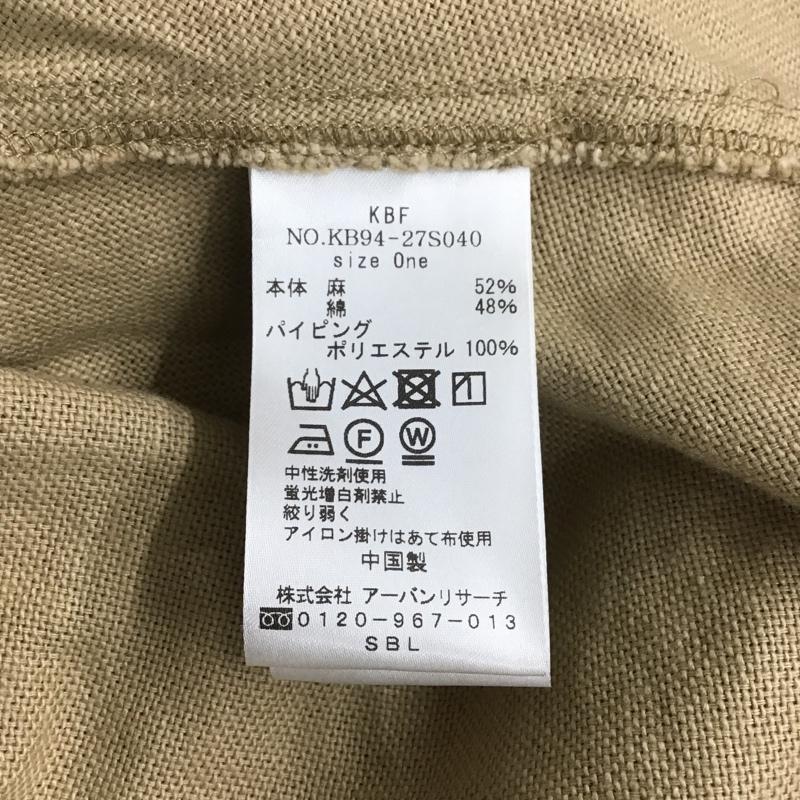 KBF
NO.KB94-27S040
size One
本体 麻 52%
綿 48%
パイピング
ポリエステル 100%
F W
中性洗剤使用
蛍光増白剤禁止
絞り弱く
アイロン掛けはあて布使用
中国製
株式会社 アーバンリサーチ
0120-967-013
SBL